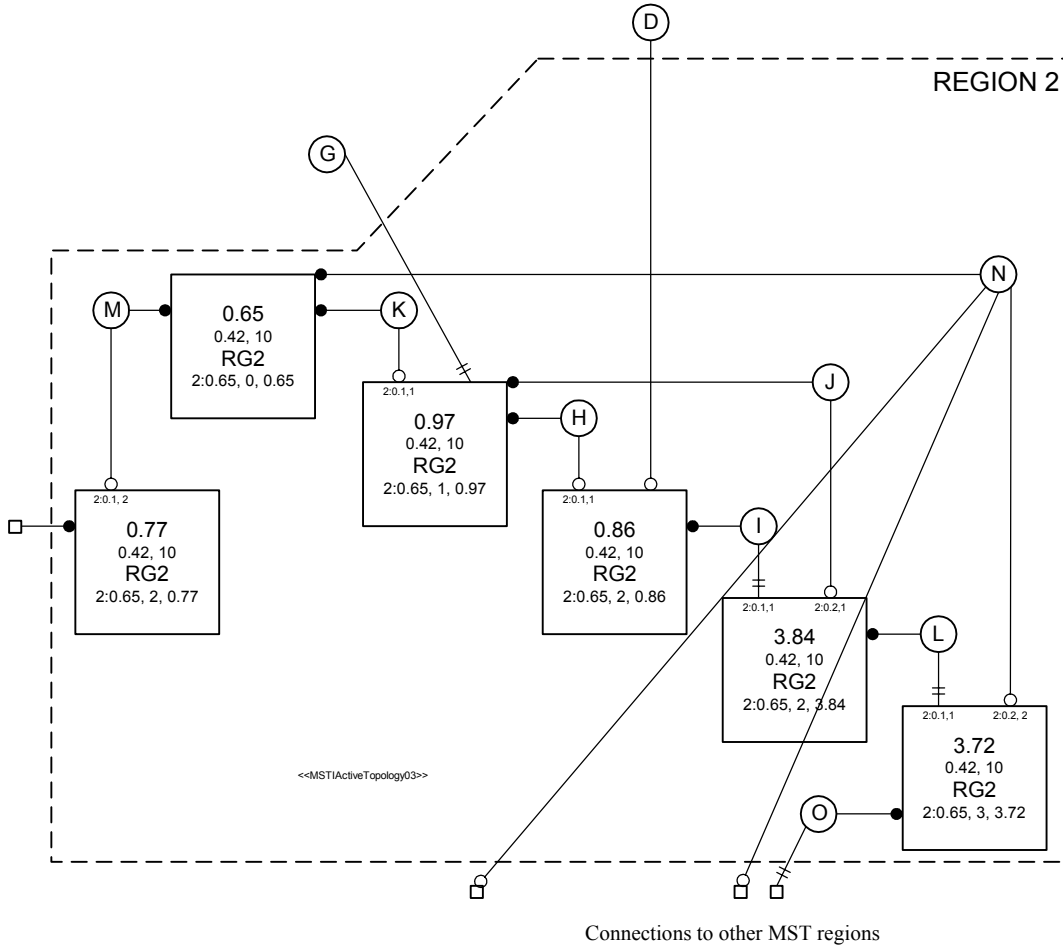 D
REGION 2
G
N
M
0.65
0.42, 10
RG2
2:0.65, 0, 0.65
K
2:0.1,1
0.97
0.42, 10
RG2
2:0.65, 1, 0.97
J
H
2:0.1, 2
0.77
0.42, 10
RG2
2:0.65, 2, 0.77
2:0.1,1
0.86
0.42, 10
RG2
2:0.65, 2, 0.86
I
2:0.1,1
2:0.2,1
3.84
0.42, 10
RG2
2:0.65, 2, 3.84
L
2:0.1,1
2:0.2, 2
3.72
0.42, 10
RG2
2:0.65, 3, 3.72
<<MSTIActiveTopology03>>
O
Connections to other MST regions